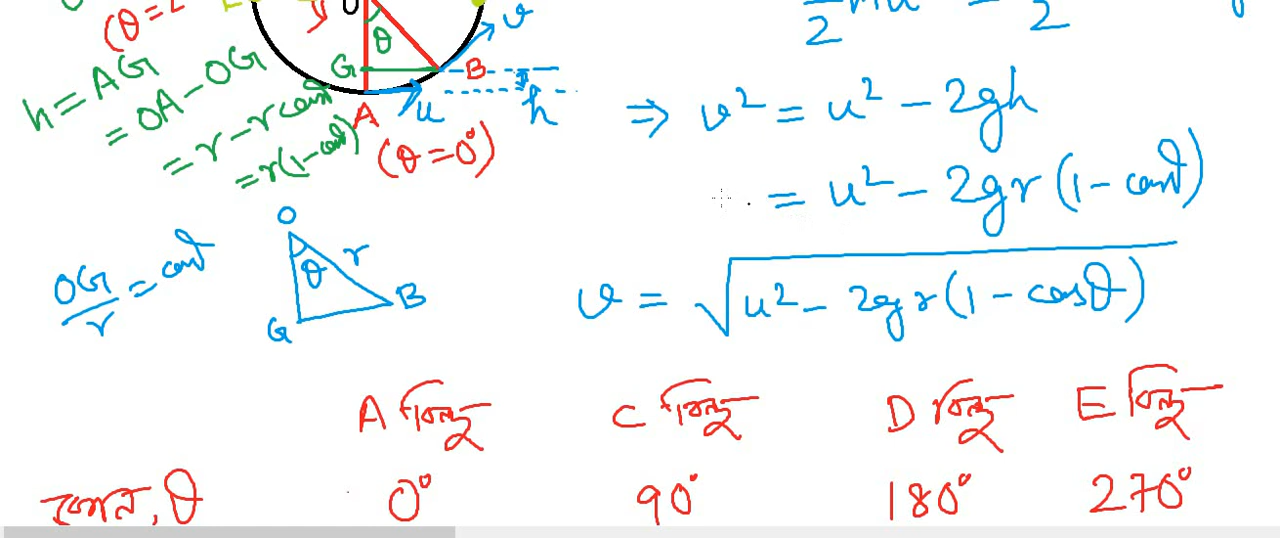 (θ=2
O
θ
v
G
B
A
u
h
(θ=0°)
h = AG
= OA - OG
= r - r cosθ
= r(1-cosθ)
⇒ v² = u² - 2gh
= u² - 2gr(1-cosθ)
v = √(u² - 2gr(1-cosθ))
OG/r = cosθ
O
θ
r
G
B
A বিন্দু C বিন্দু D বিন্দু E বিন্দু
কোন, θ 0° 90° 180° 270°